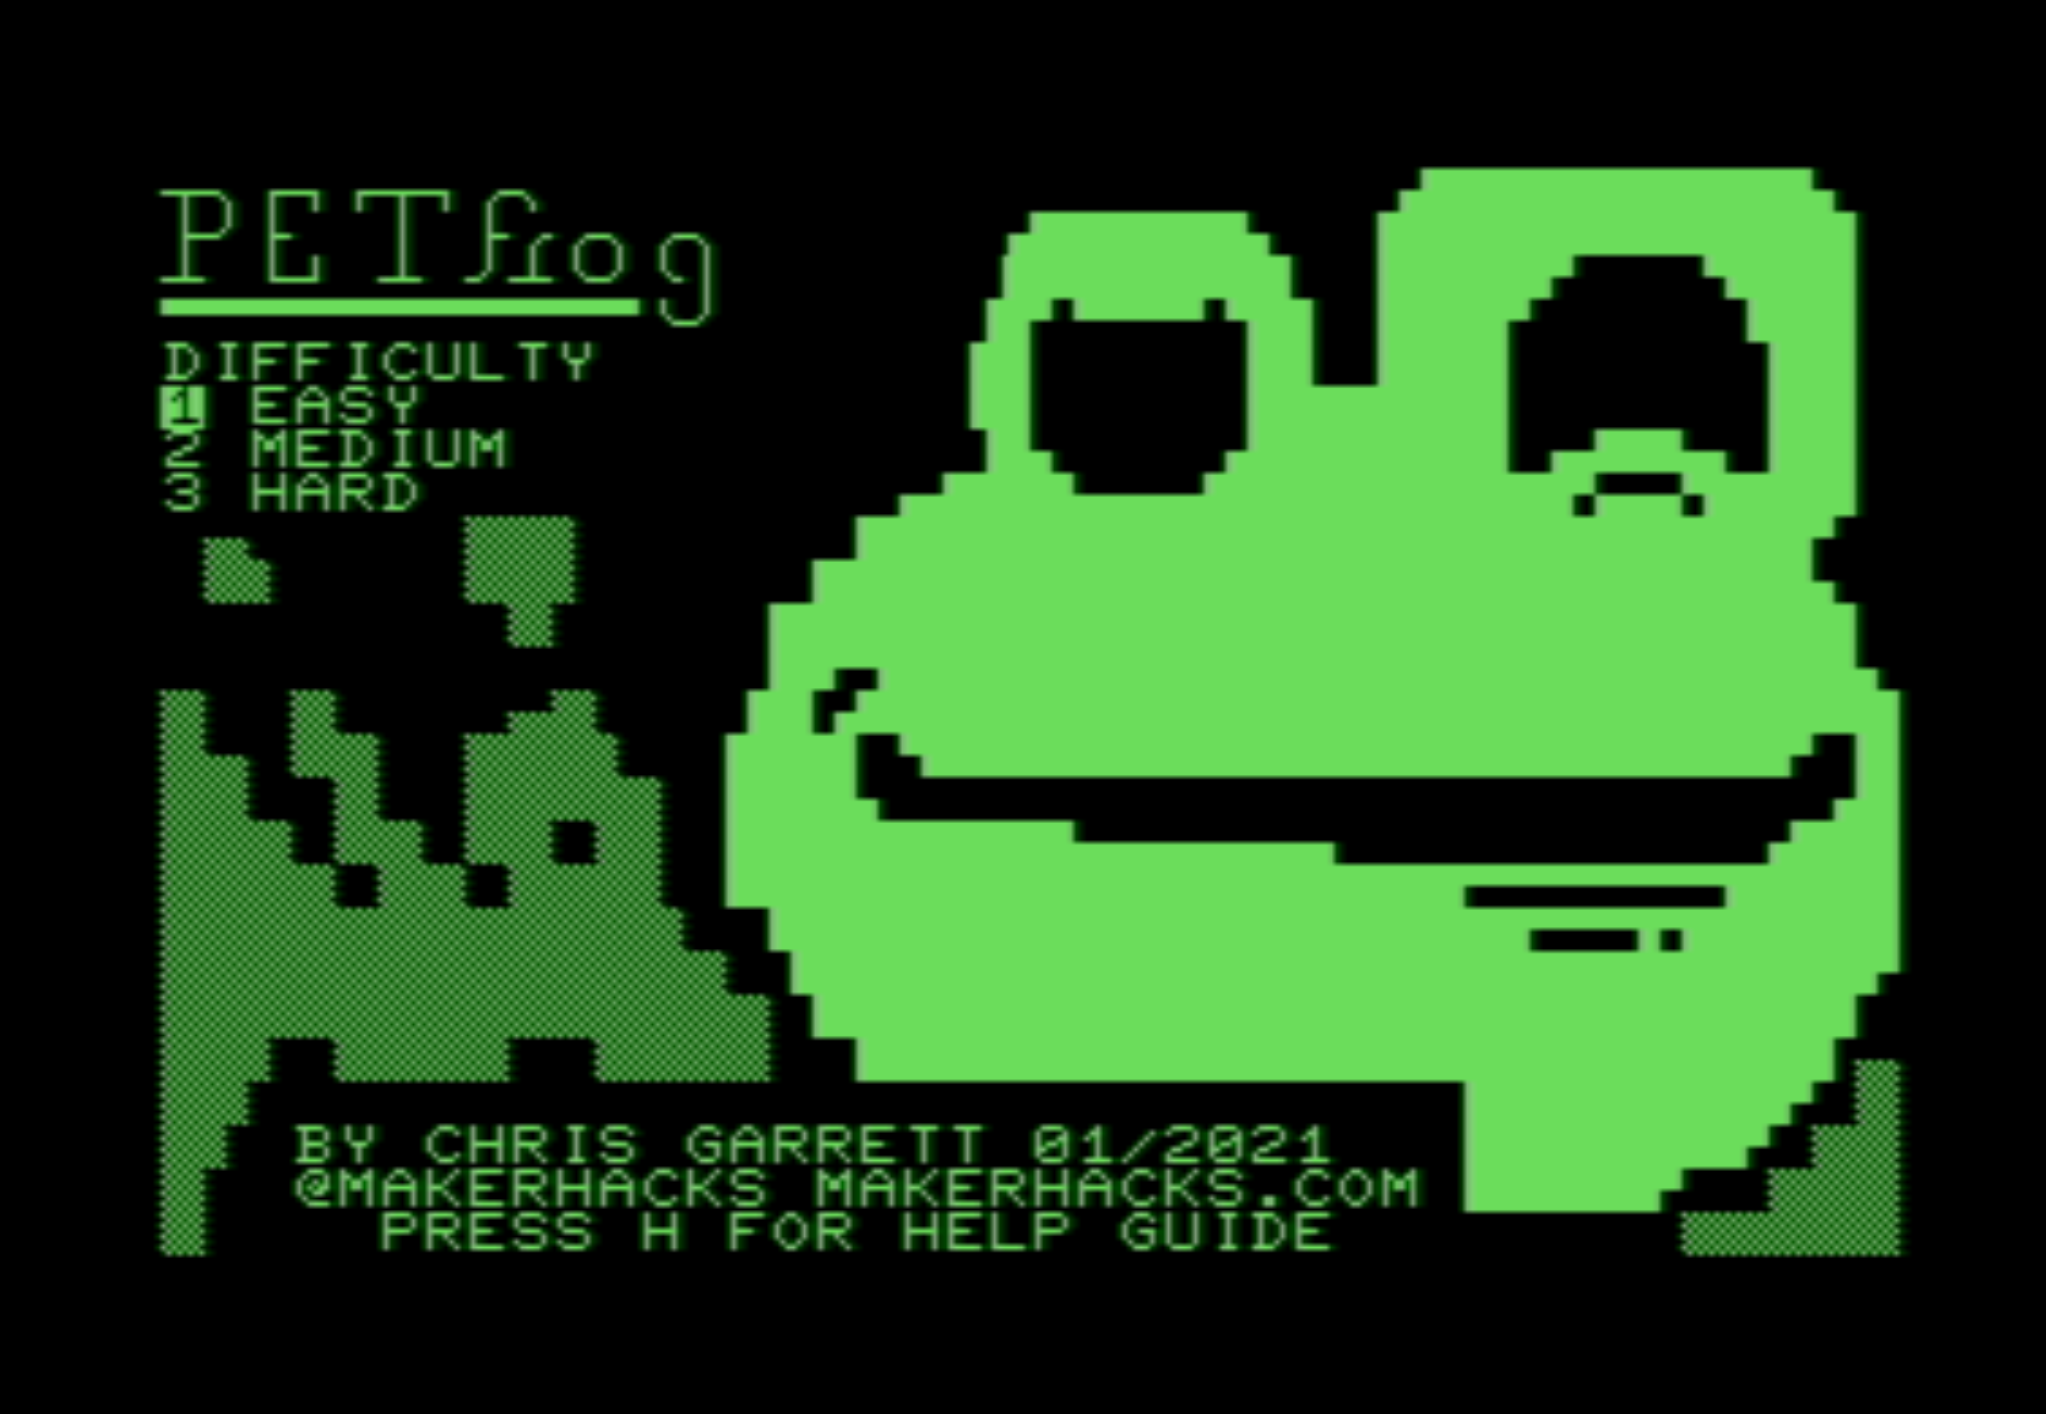 PETfrog
DIFFICULTY
1 EASY
2 MEDIUM
3 HARD
BY CHRIS GARRETT 01/2021
@MAKERHACKS MAKERHACKS.COM
PRESS H FOR HELP GUIDE